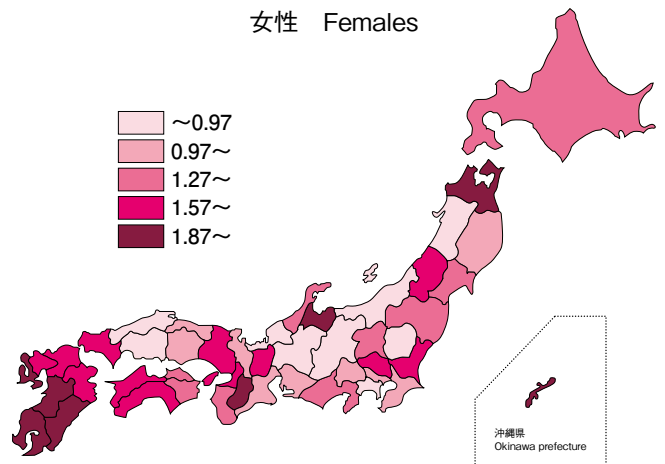 女性　Females
～0.97
0.97～
1.27～
1.57～
1.87～
沖縄県
Okinawa prefecture